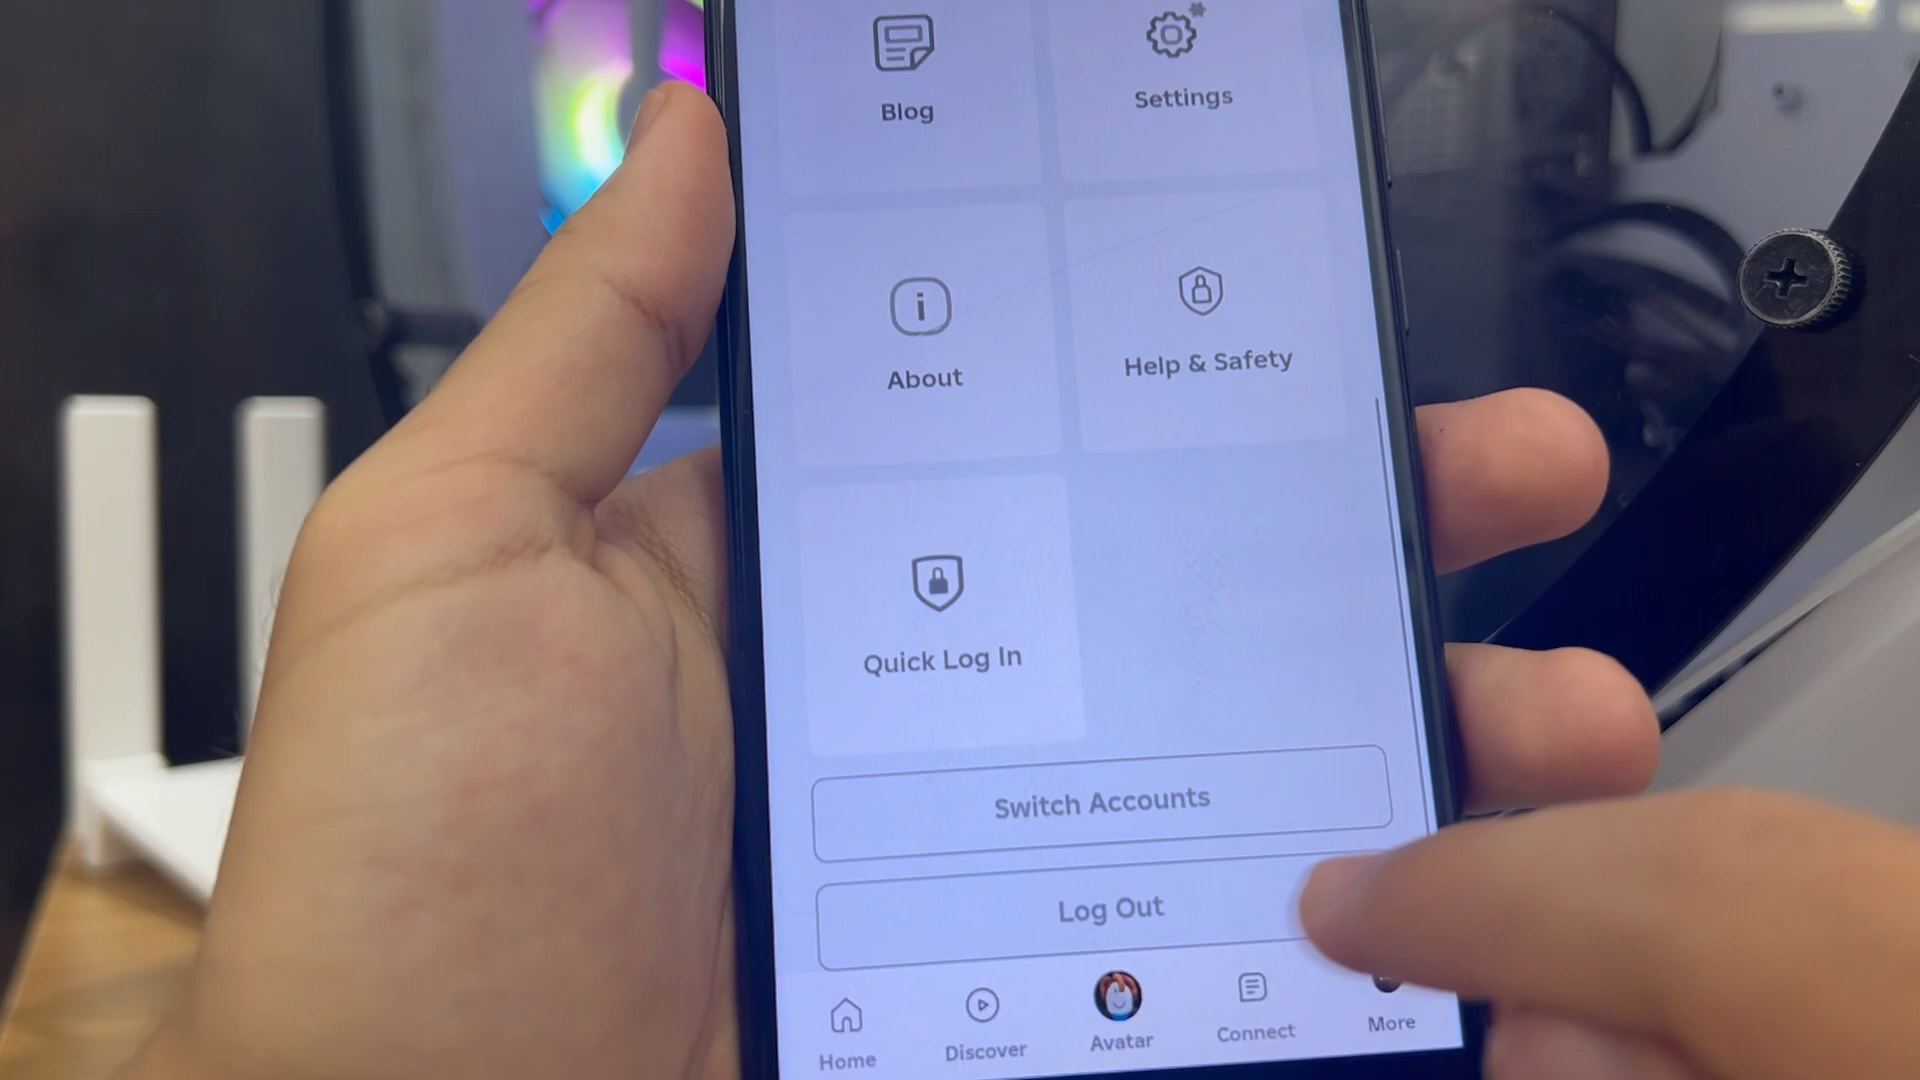 Blog
Settings
About
Help & Safety
Quick Log In
Switch Accounts
Log Out
Home
Discover
Avatar
Connect
More